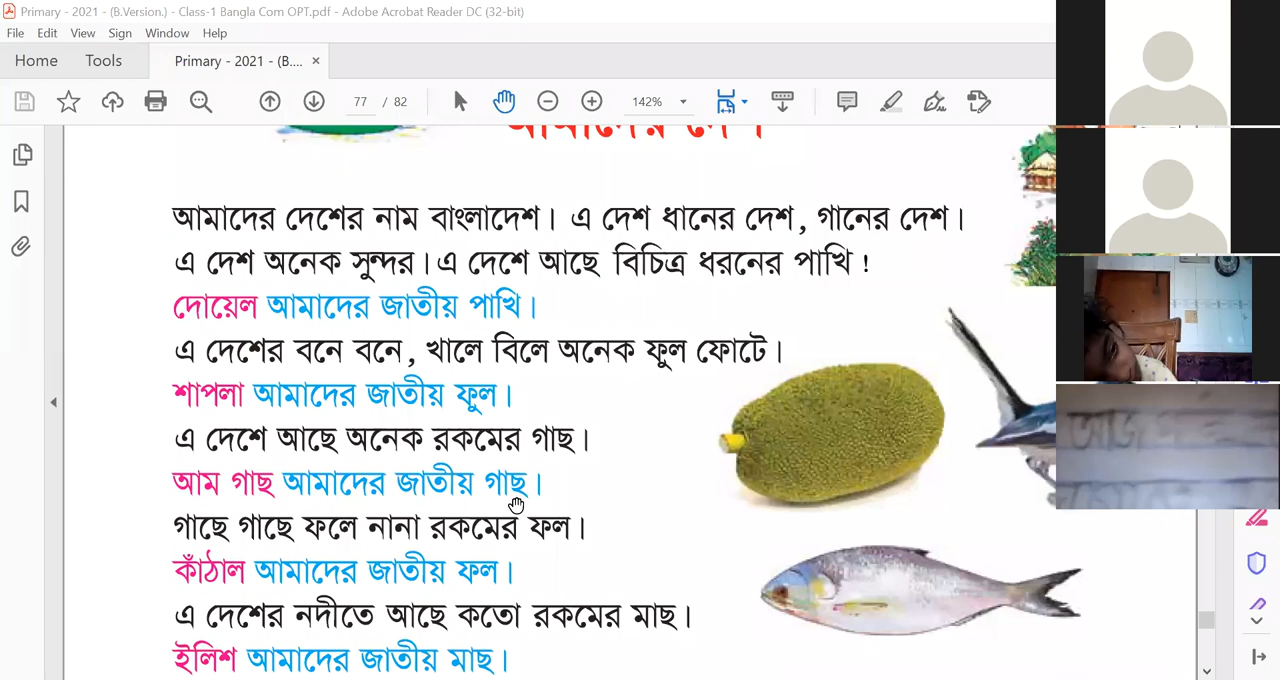 Primary - 2021 - (B.Version.) - Class-1 Bangla Com OPT.pdf - Adobe Acrobat Reader DC (32-bit)
File Edit View Sign Window Help
Home Tools Primary - 2021 - (B.... ×
77 / 82 142%
আমাদের দেশ
আমাদের দেশের নাম বাংলাদেশ। এ দেশ ধানের দেশ, গানের দেশ।
এ দেশ অনেক সুন্দর। এ দেশে আছে বিচিত্র ধরনের পাখি!
দোয়েল আমাদের জাতীয় পাখি।
এ দেশের বনে বনে, খালে বিলে অনেক ফুল ফোটে।
শাপলা আমাদের জাতীয় ফুল।
এ দেশে আছে অনেক রকমের গাছ।
আম গাছ আমাদের জাতীয় গাছ।
গাছে গাছে ফলে নানা রকমের ফল।
কাঁঠাল আমাদের জাতীয় ফল।
এ দেশের নদীতে আছে কতো রকমের মাছ।
ইলিশ আমাদের জাতীয় মাছ।